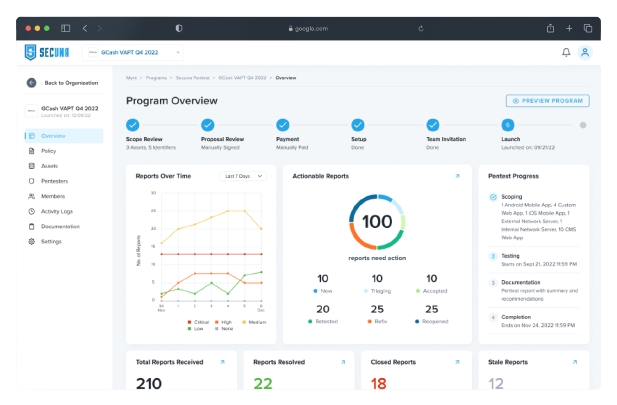 google.com
SECUNA
GCash VAPT Q4 2022
Back to Organization
GCash VAPT Q4 2022
Launched on: 12/09/22
Overview
Policy
Assets
Pentesters
Members
Activity Logs
Documentation
Settings
Mynt > Programs > Secuna Pentest > GCash VAPT Q4 2022 > Overview
Program Overview
PREVIEW PROGRAM
Scope Review
3 Assets, 5 Identifiers
Proposal Review
Manually Signed
Payment
Manually Paid
Setup
Done
Team Invitation
Done
6
Launch
Launched on: 09/21/22
Reports Over Time
Last 7 Days
No. of Reports
30
25
20
15
10
5
0
30
Nov
1
2
3
4
5
6
Dec
Critical
High
Medium
Low
None
Actionable Reports
100
reports need action
10
New
10
Triaging
10
Accepted
20
Retested
25
Refix
25
Reopened
Pentest Progress
Scoping
1 Android Mobile App, 4 Custom
Web App, 1 iOS Mobile App, 1
External Network Server, 1
Internal Network Server, 10 CMS
Web App
2
Testing
Starts on Sept 21, 2022 11:59 PM
3
Documentation
Pentest report with summary and
recommendations
4
Completion
Ends on Nov 24, 2022 11:59 PM
Total Reports Received
210
Reports Resolved
22
Closed Reports
18
Stale Reports
12